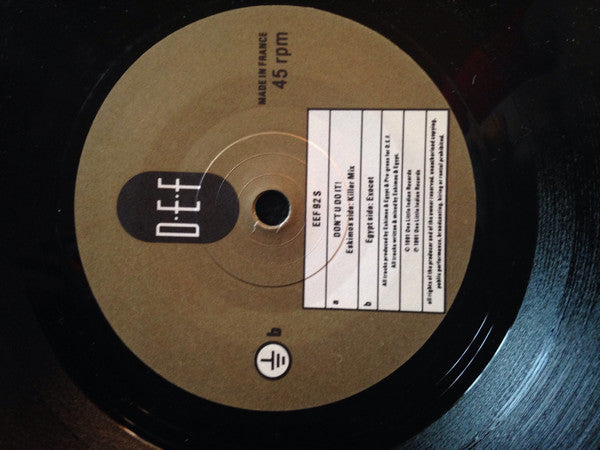 D·E·F
MADE IN FRANCE
45 rpm
EEF 92 S
a
DON'T U DO IT!
Eskimos side: Killer Mix
b
Egypt side: Exocet
All tracks produced by Eskimos & Egypt & Pro-gress for D.E.F.
All tracks written & mixed by Eskimos & Egypt.
© 1991 One Little Indian Records
℗ 1991 One Little Indian Records
all rights of the producer and of the owner reserved. unauthorised copying,
public performance, broadcasting, hiring or rental prohibited.
b